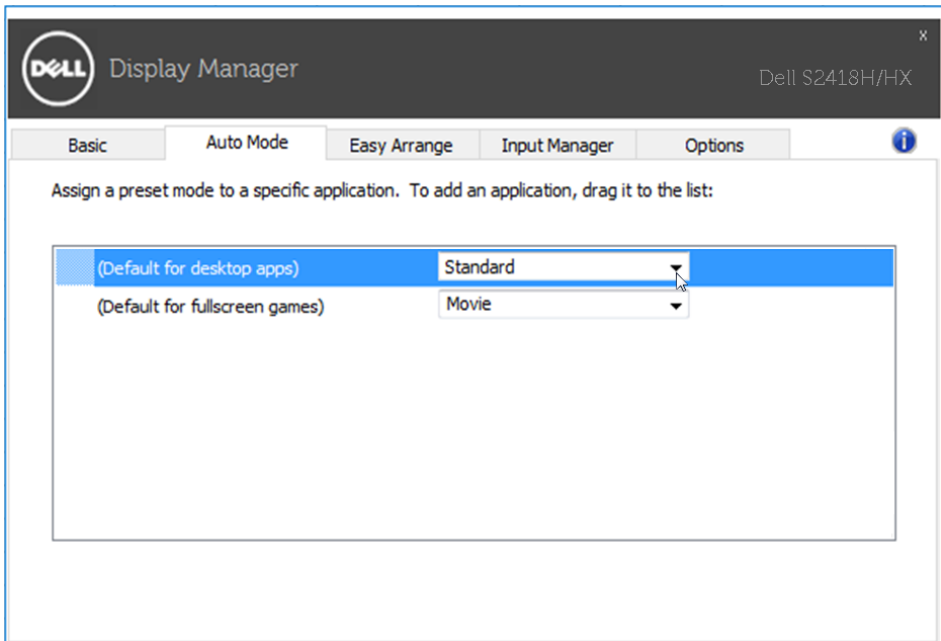 X
DELL Display Manager
Dell S2418H/HX
Basic Auto Mode Easy Arrange Input Manager Options i
Assign a preset mode to a specific application. To add an application, drag it to the list:
(Default for desktop apps) Standard
(Default for fullscreen games) Movie